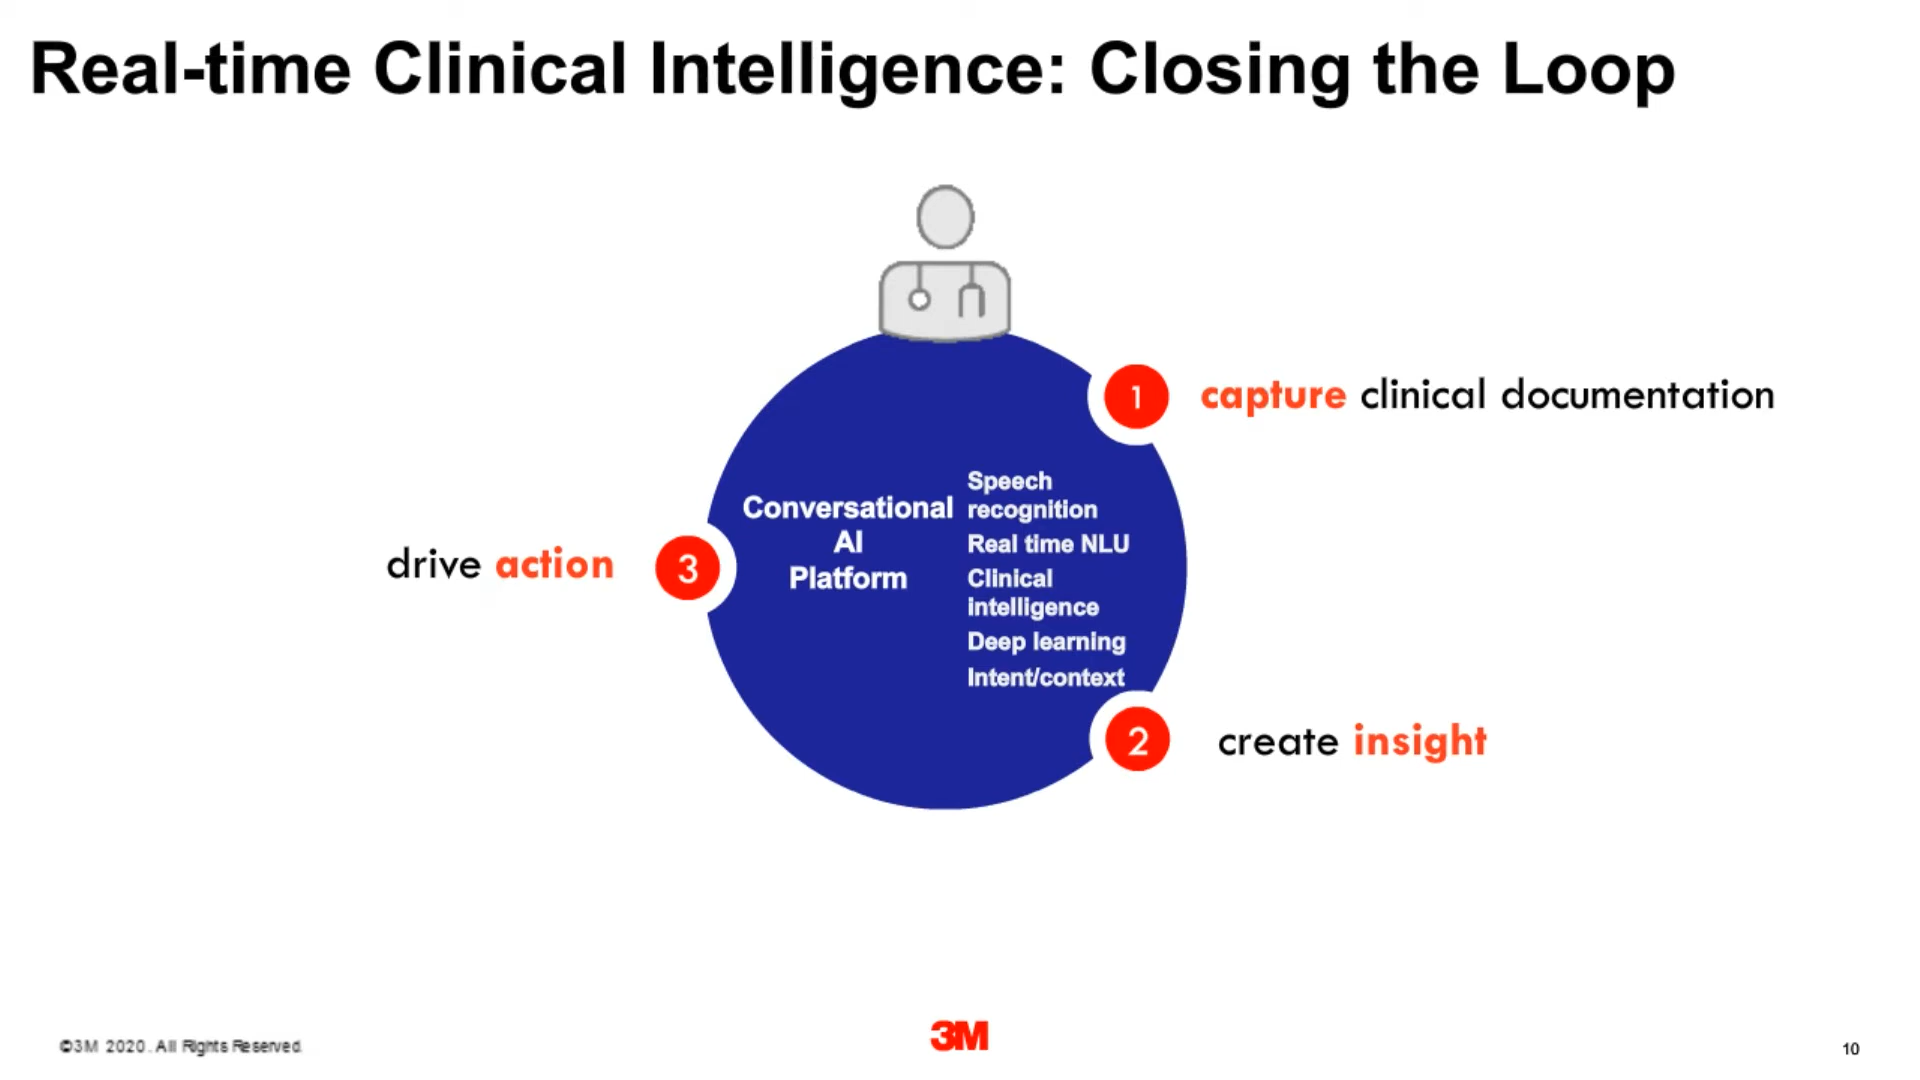 Real-time Clinical Intelligence: Closing the Loop
1 capture clinical documentation
Conversational
AI
Platform
Speech
recognition
Real time NLU
Clinical
intelligence
Deep learning
Intent/context
drive action 3
2 create insight
©3M 2020. All Rights Reserved.
3M
10